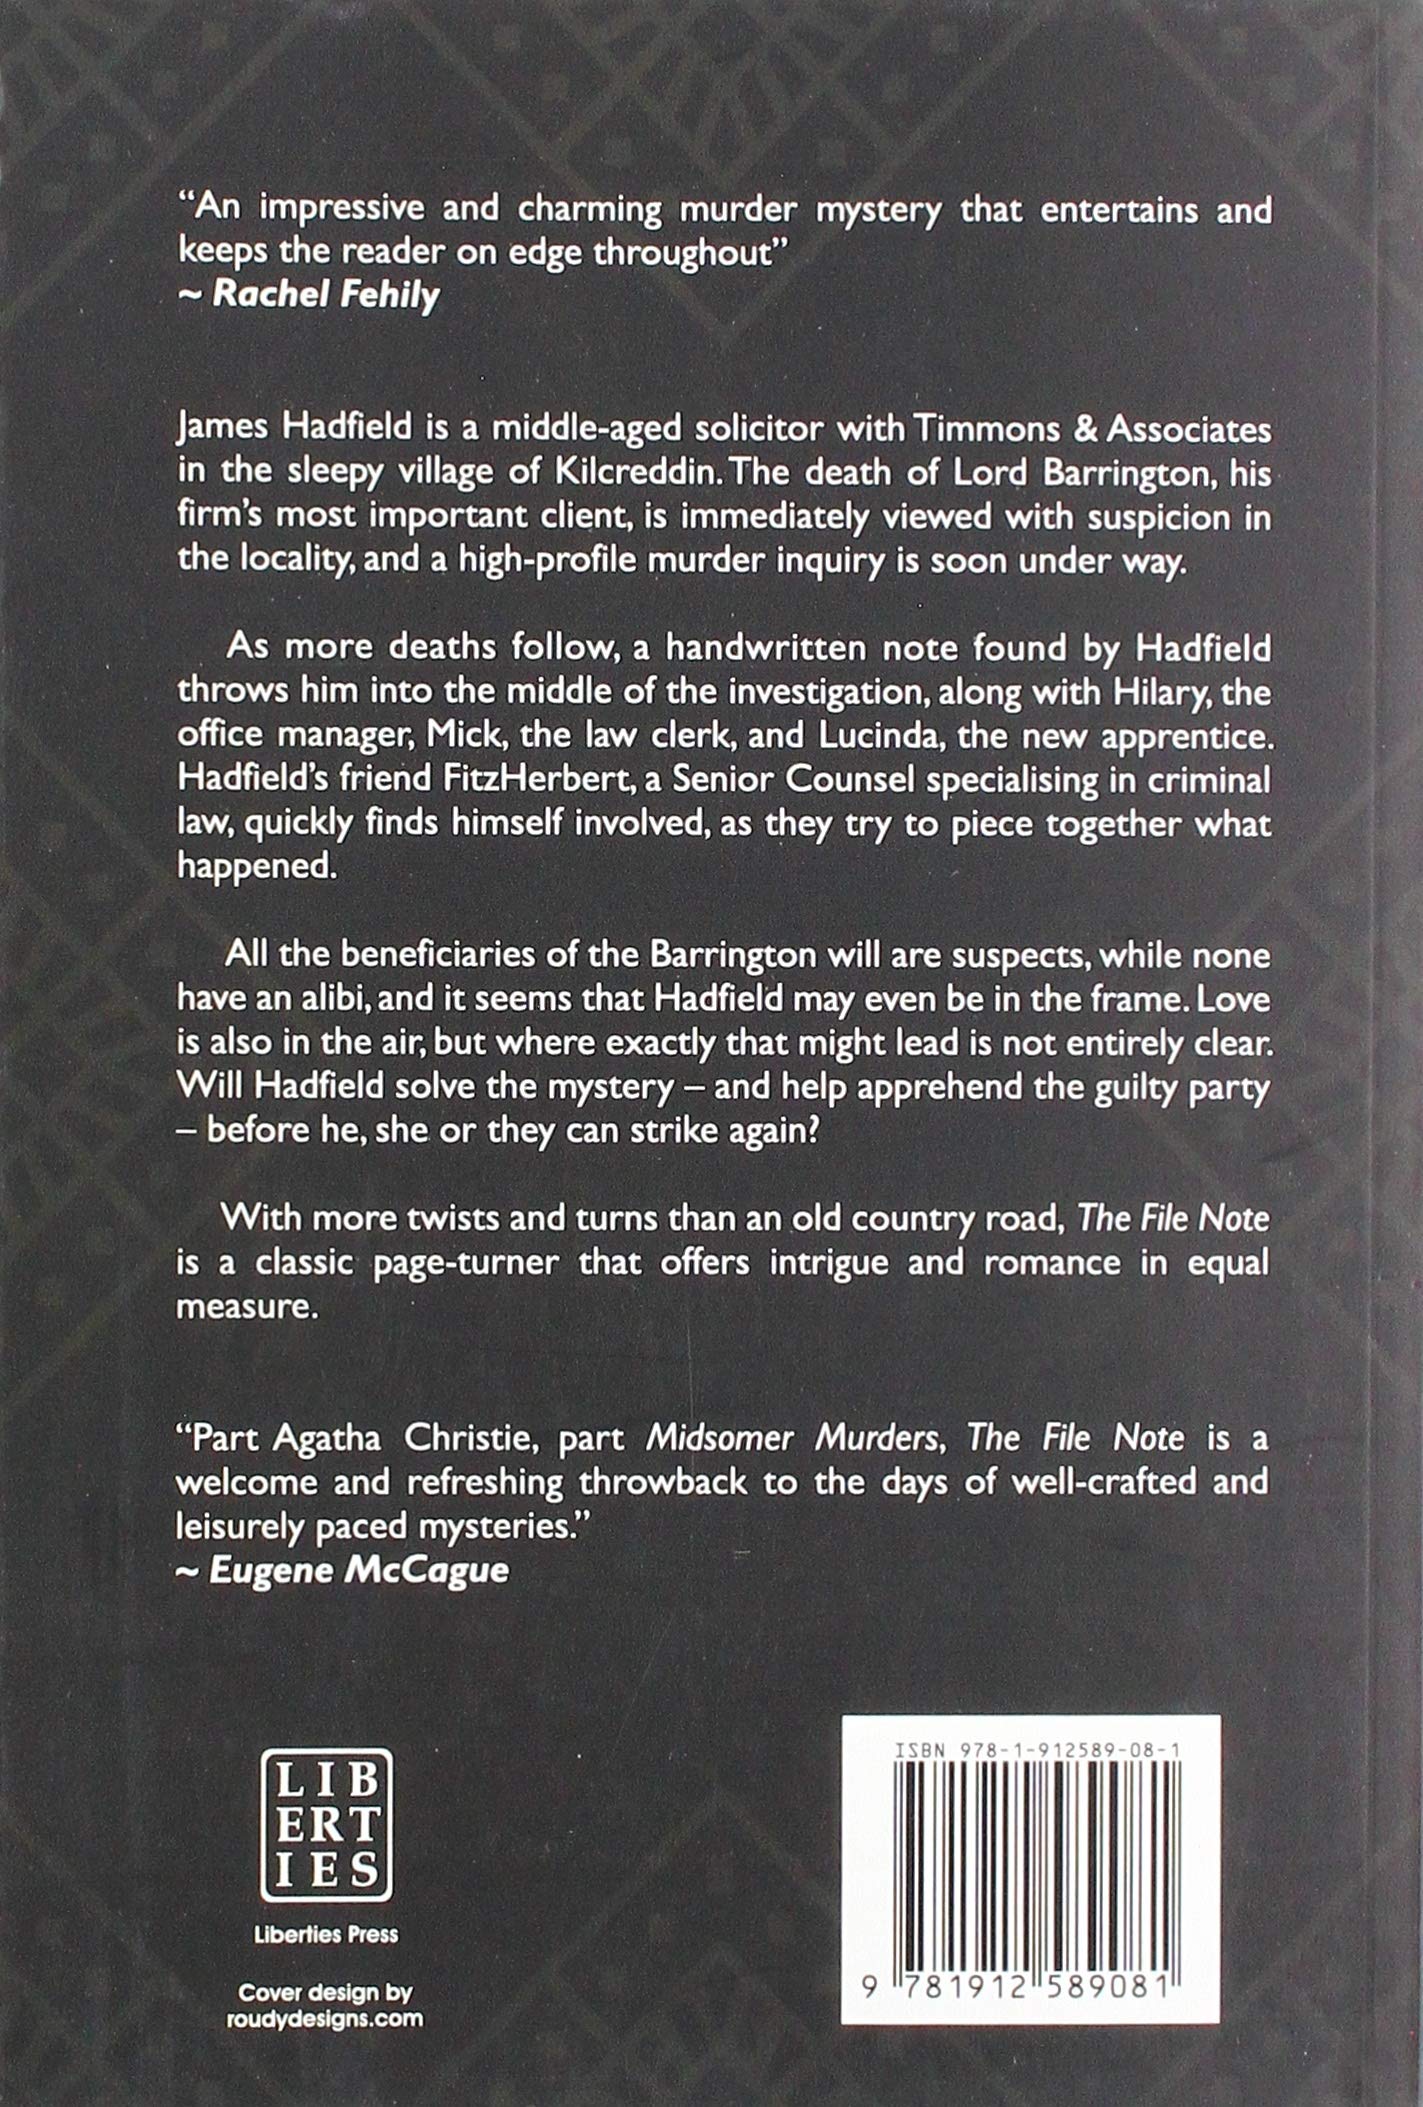 “An impressive and charming murder mystery that entertains and
keeps the reader on edge throughout”
~ Rachel Fehily
James Hadfield is a middle-aged solicitor with Timmons & Associates
in the sleepy village of Kilcreddin. The death of Lord Barrington, his
firm’s most important client, is immediately viewed with suspicion in
the locality, and a high-profile murder inquiry is soon under way.
As more deaths follow, a handwritten note found by Hadfield
throws him into the middle of the investigation, along with Hilary, the
office manager, Mick, the law clerk, and Lucinda, the new apprentice.
Hadfield’s friend FitzHerbert, a Senior Counsel specialising in criminal
law, quickly finds himself involved, as they try to piece together what
happened.
All the beneficiaries of the Barrington will are suspects, while none
have an alibi, and it seems that Hadfield may even be in the frame. Love
is also in the air, but where exactly that might lead is not entirely clear.
Will Hadfield solve the mystery – and help apprehend the guilty party
– before he, she or they can strike again?
With more twists and turns than an old country road, The File Note
is a classic page-turner that offers intrigue and romance in equal
measure.
“Part Agatha Christie, part Midsomer Murders, The File Note is a
welcome and refreshing throwback to the days of well-crafted and
leisurely paced mysteries.”
~ Eugene McCague
LIB
ERT
IES
Liberties Press
Cover design by
roudydesigns.com
ISBN 978-1-912589-08-1
9 781912 589081